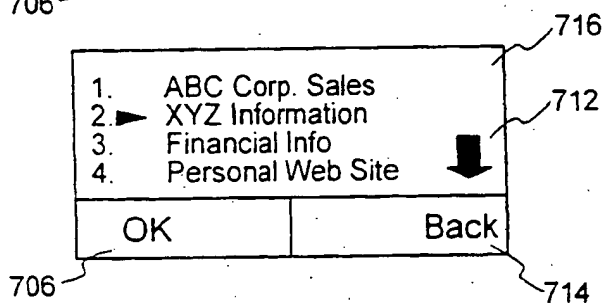 706
716
1. ABC Corp. Sales
2. XYZ Information
712
3. Financial Info
4. Personal Web Site
OK Back
706
714